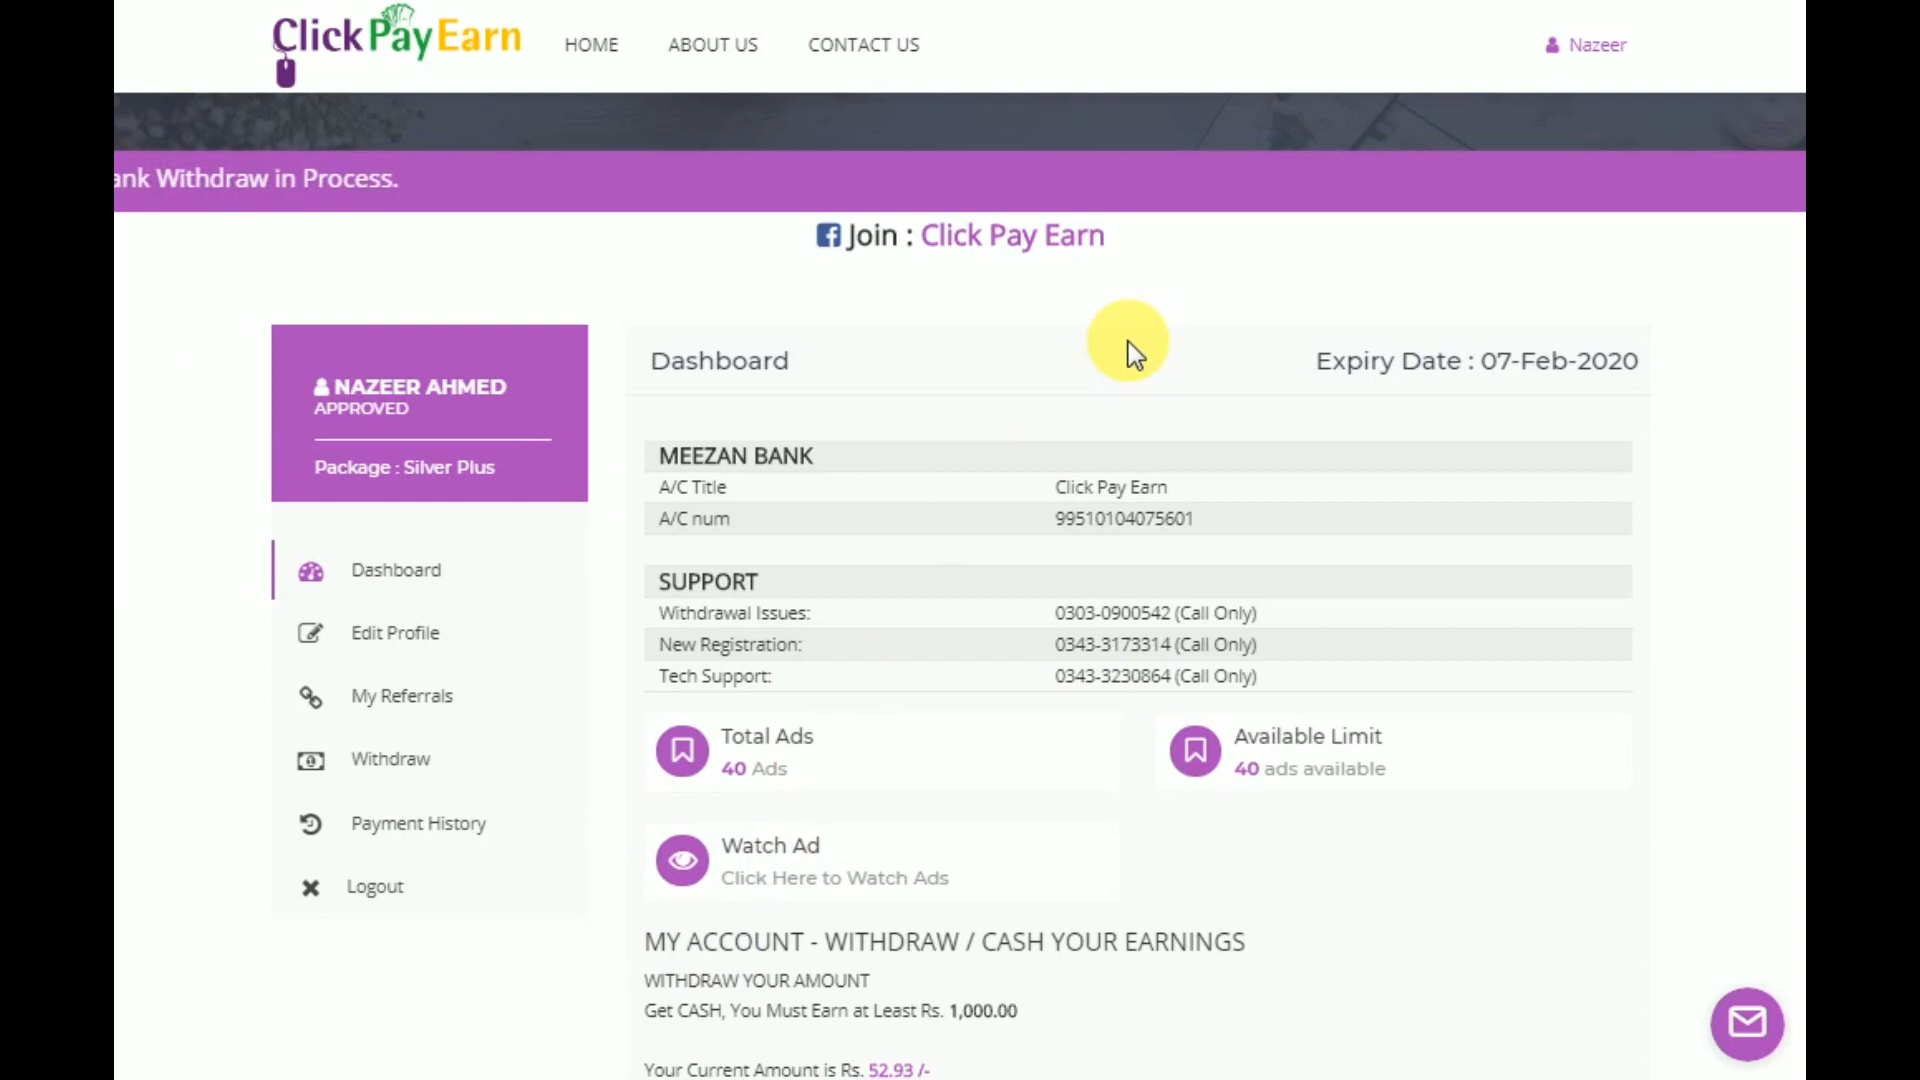 ClickPayEarn
HOME ABOUT US CONTACT US Nazeer
Withdraw in Process.
Join : Click Pay Earn
NAZEER AHMED
APPROVED
Package : Silver Plus
Dashboard
Edit Profile
My Referrals
Withdraw
Payment History
Logout
Dashboard Expiry Date : 07-Feb-2020
MEEZAN BANK
A/C Title Click Pay Earn
A/C num 99510104075601
SUPPORT
Withdrawal Issues: 0303-0900542 (Call Only)
New Registration: 0343-3173314 (Call Only)
Tech Support: 0343-3230864 (Call Only)
Total Ads
40 Ads
Available Limit
40 ads available
Watch Ad
Click Here to Watch Ads
MY ACCOUNT - WITHDRAW / CASH YOUR EARNINGS
WITHDRAW YOUR AMOUNT
Get CASH, You Must Earn at Least Rs. 1,000.00
Your Current Amount is Rs. 52.93 /-